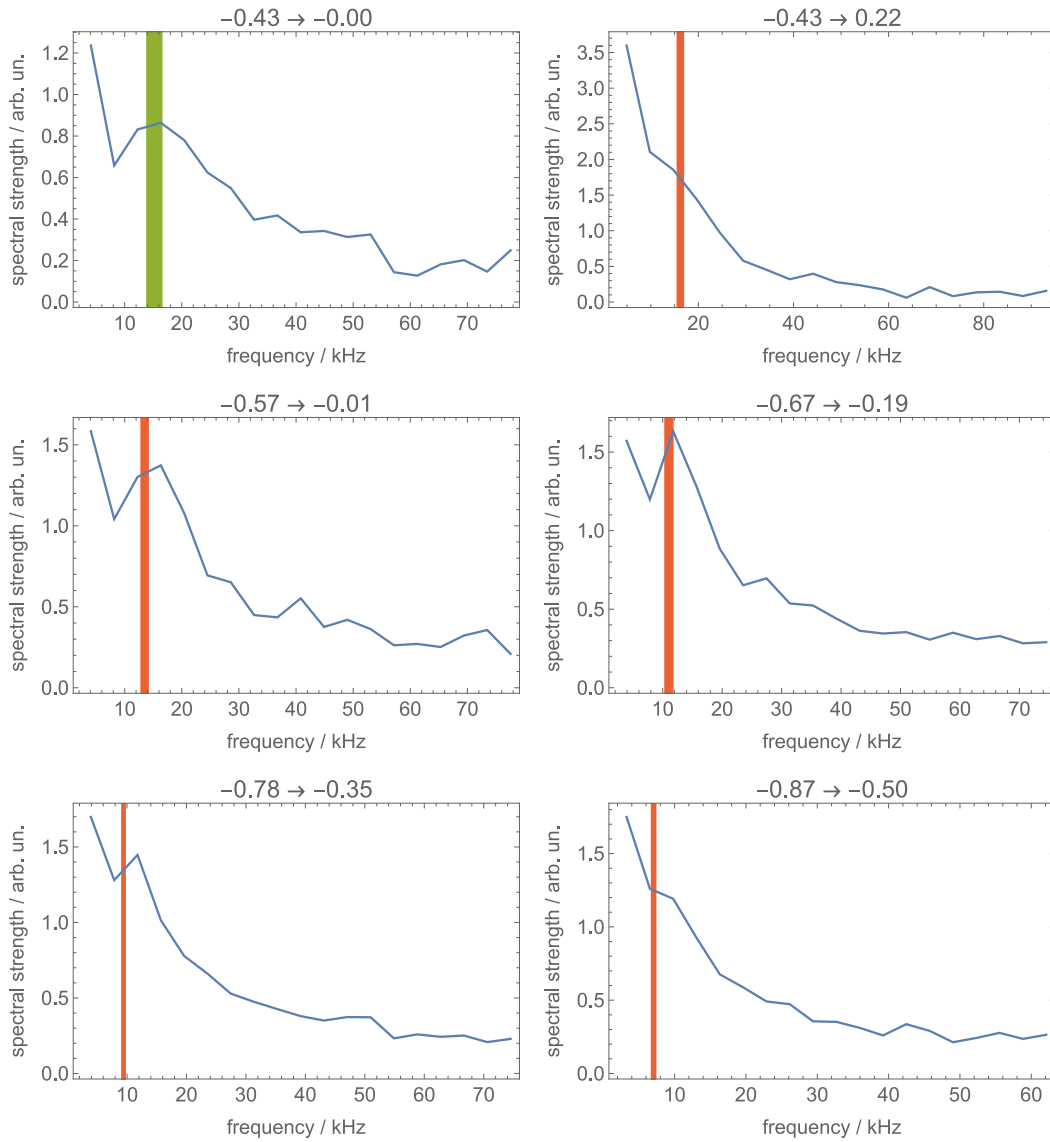 −0.43 → −0.00
spectral strength / arb. un.
1.2
1.0
0.8
0.6
0.4
0.2
0.0
10 20 30 40 50 60 70
frequency / kHz
−0.43 → 0.22
spectral strength / arb. un.
3.5
3.0
2.5
2.0
1.5
1.0
0.5
0.0
20 40 60 80
frequency / kHz
−0.57 → −0.01
spectral strength / arb. un.
1.5
1.0
0.5
0.0
10 20 30 40 50 60 70
frequency / kHz
−0.67 → −0.19
spectral strength / arb. un.
1.5
1.0
0.5
0.0
10 20 30 40 50 60 70
frequency / kHz
−0.78 → −0.35
spectral strength / arb. un.
1.5
1.0
0.5
0.0
10 20 30 40 50 60 70
frequency / kHz
−0.87 → −0.50
spectral strength / arb. un.
1.5
1.0
0.5
0.0
10 20 30 40 50 60
frequency / kHz